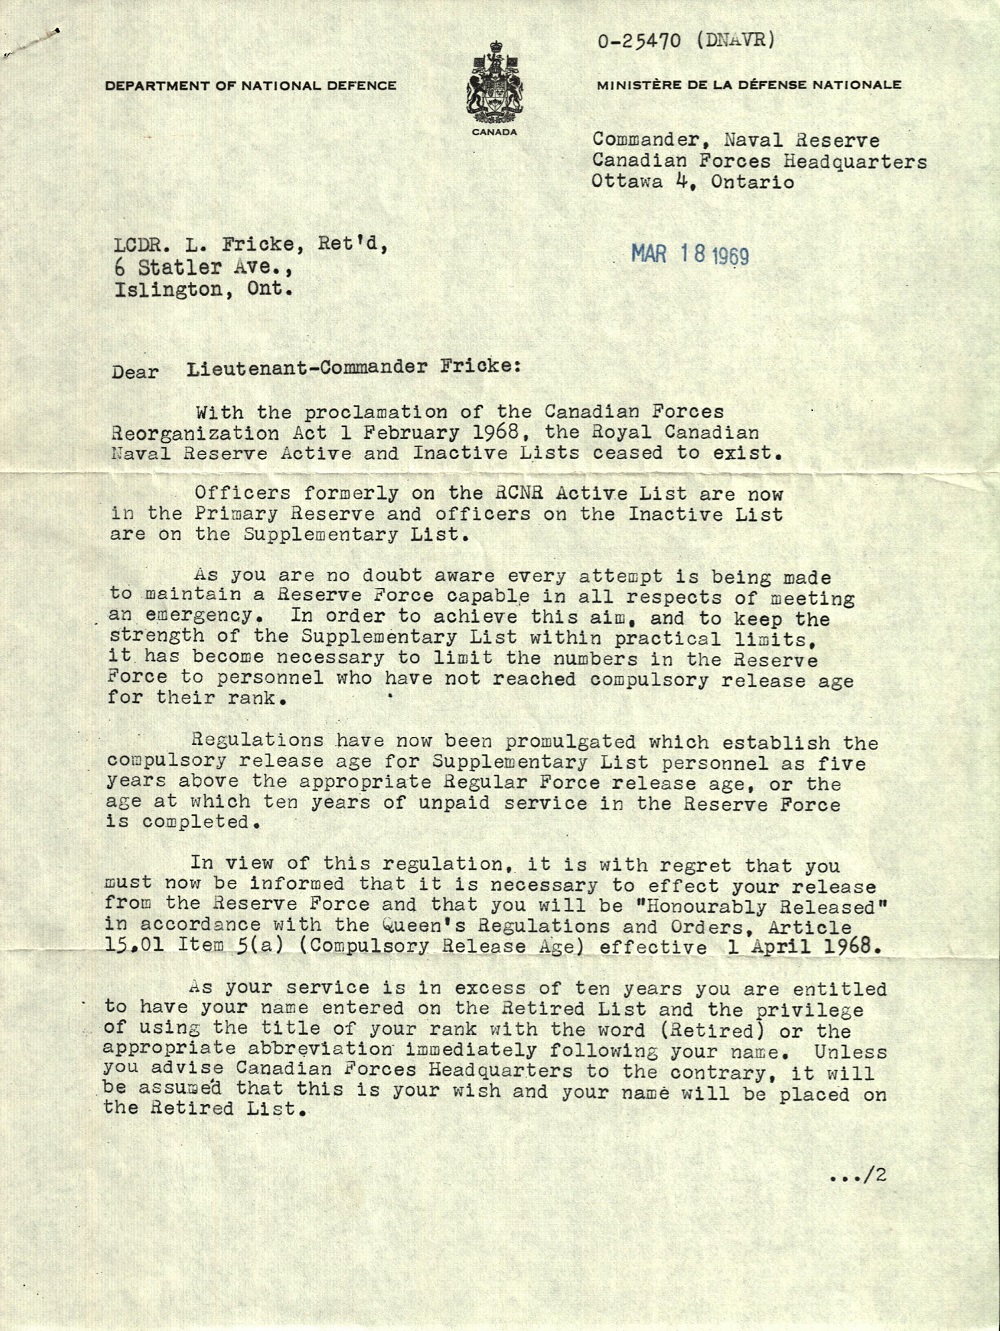 O-25470 (DNAVR)
DEPARTMENT OF NATIONAL DEFENCE
CANADA
MINISTÈRE DE LA DÉFENSE NATIONALE
Commander, Naval Reserve
Canadian Forces Headquarters
Ottawa 4, Ontario
LCDR. L. Fricke, Ret'd,
6 Statler Ave.,
Islington, Ont.
MAR 18 1969
Dear Lieutenant-Commander Fricke:
With the proclamation of the Canadian Forces
Reorganization Act 1 February 1968, the Royal Canadian
Naval Reserve Active and Inactive Lists ceased to exist.
Officers formerly on the RCNR Active List are now
in the Primary Reserve and officers on the Inactive List
are on the Supplementary List.
As you are no doubt aware every attempt is being made
to maintain a Reserve Force capable in all respects of meeting
an emergency. In order to achieve this aim, and to keep the
strength of the Supplementary List within practical limits,
it has become necessary to limit the numbers in the Reserve
Force to personnel who have not reached compulsory release age
for their rank.
Regulations have now been promulgated which establish the
compulsory release age for Supplementary List personnel as five
years above the appropriate Regular Force release age, or the
age at which ten years of unpaid service in the Reserve Force
is completed.
In view of this regulation, it is with regret that you
must now be informed that it is necessary to effect your release
from the Reserve Force and that you will be "Honourably Released"
in accordance with the Queen's Regulations and Orders, Article
15.01 Item 5(a) (Compulsory Release Age) effective 1 April 1968.
As your service is in excess of ten years you are entitled
to have your name entered on the Retired List and the privilege
of using the title of your rank with the word (Retired) or the
appropriate abbreviation immediately following your name. Unless
you advise Canadian Forces Headquarters to the contrary, it will
be assumed that this is your wish and your name will be placed on
the Retired List.
.../2